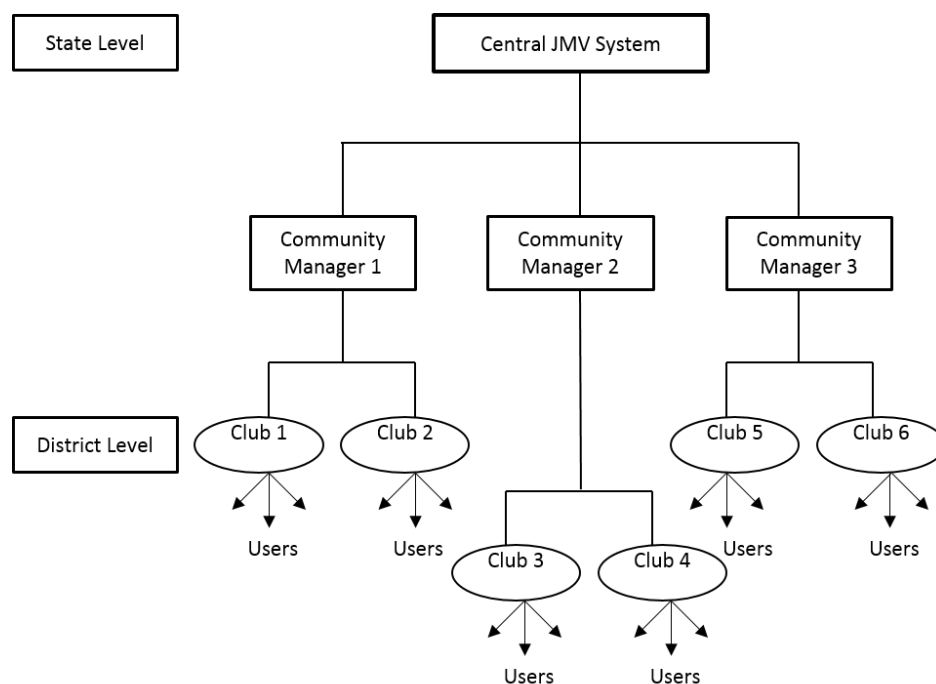 State Level
Central JMV System
Community
Manager 1
Community
Manager 2
Community
Manager 3
District Level
Club 1
Club 2
Club 5
Club 6
Users
Users
Users
Users
Club 3
Club 4
Users
Users